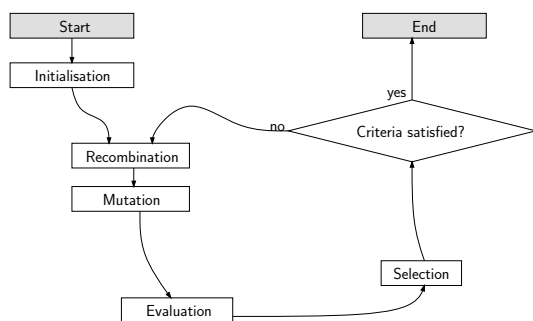 Start
End
Initialisation
yes
no
Criteria satisfied?
Recombination
Mutation
Selection
Evaluation